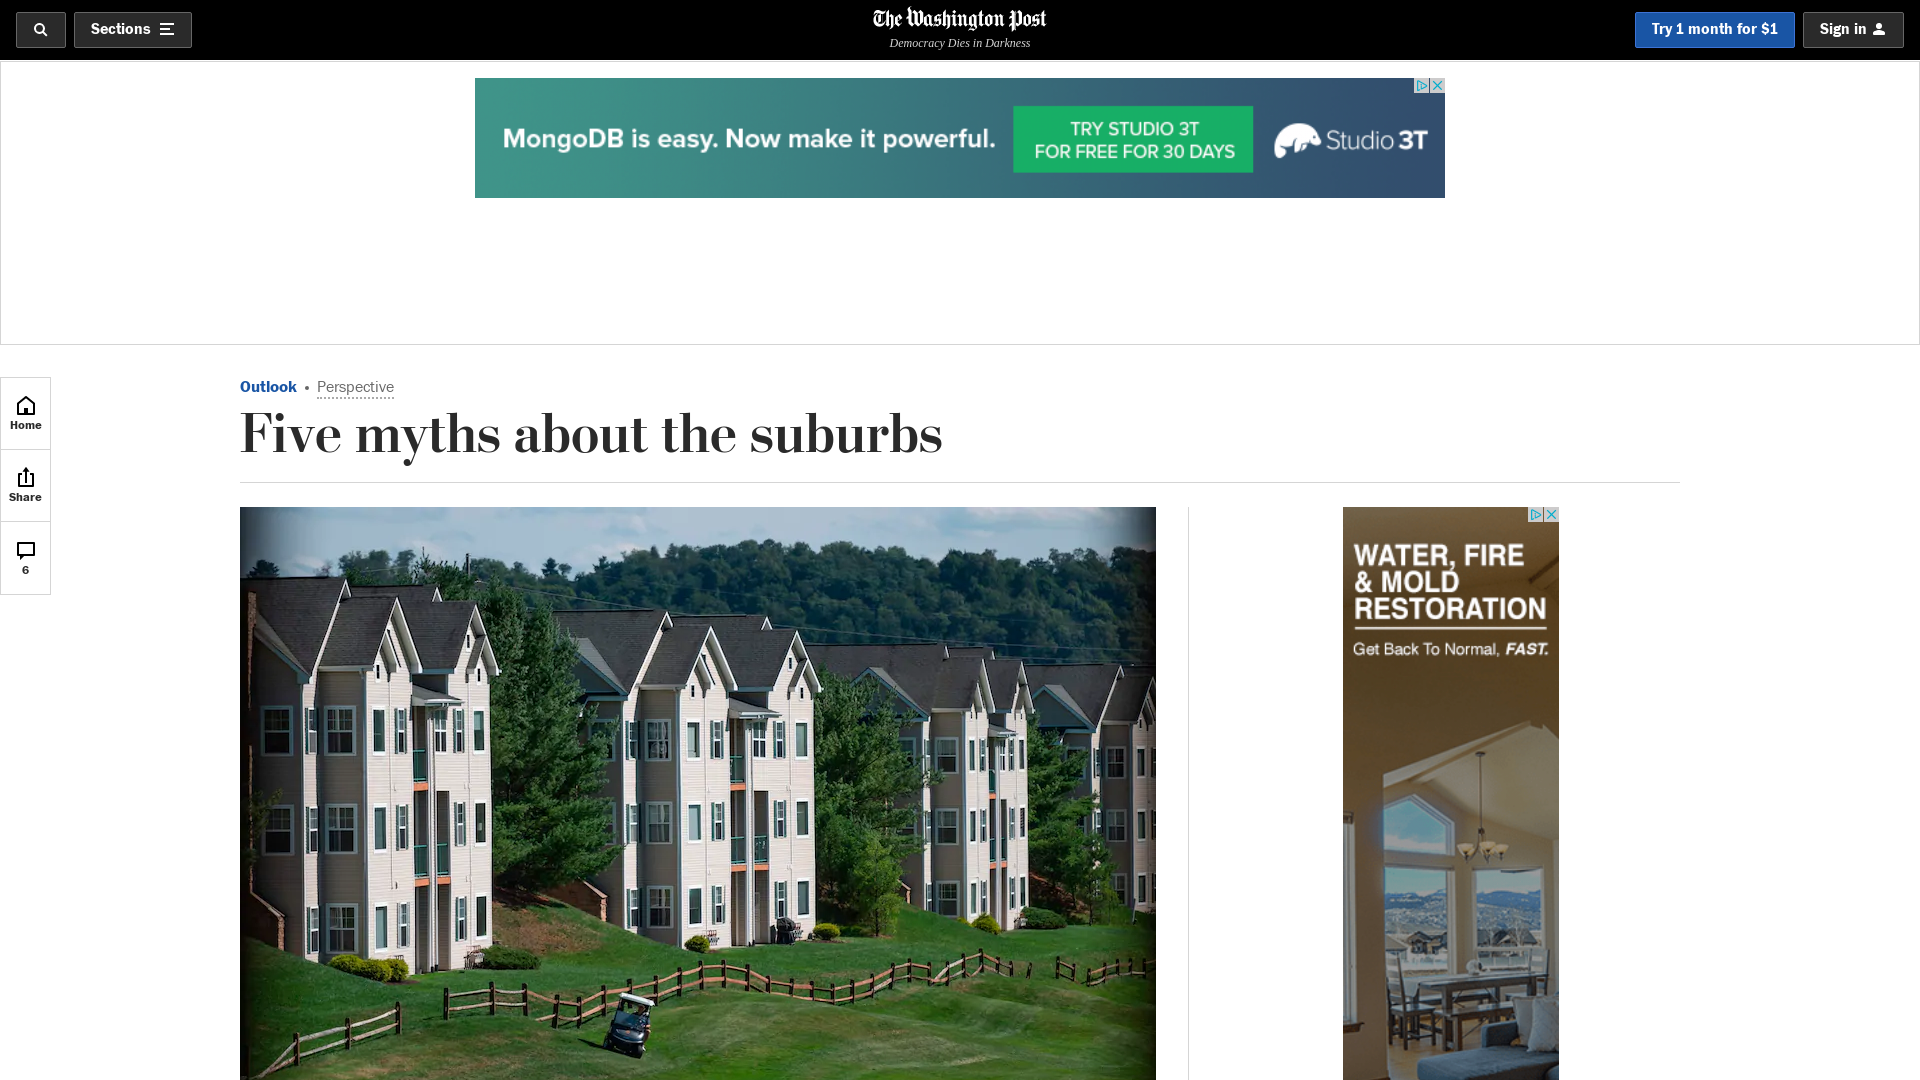 Sections
The Washington Post
Democracy Dies in Darkness
Try 1 month for $1
Sign in
MongoDB is easy. Now make it powerful.
TRY STUDIO 3T
FOR FREE FOR 30 DAYS
Studio 3T
Home
Share
6
Outlook • Perspective
Five myths about the suburbs
WATER, FIRE
& MOLD
RESTORATION
Get Back To Normal, FAST.